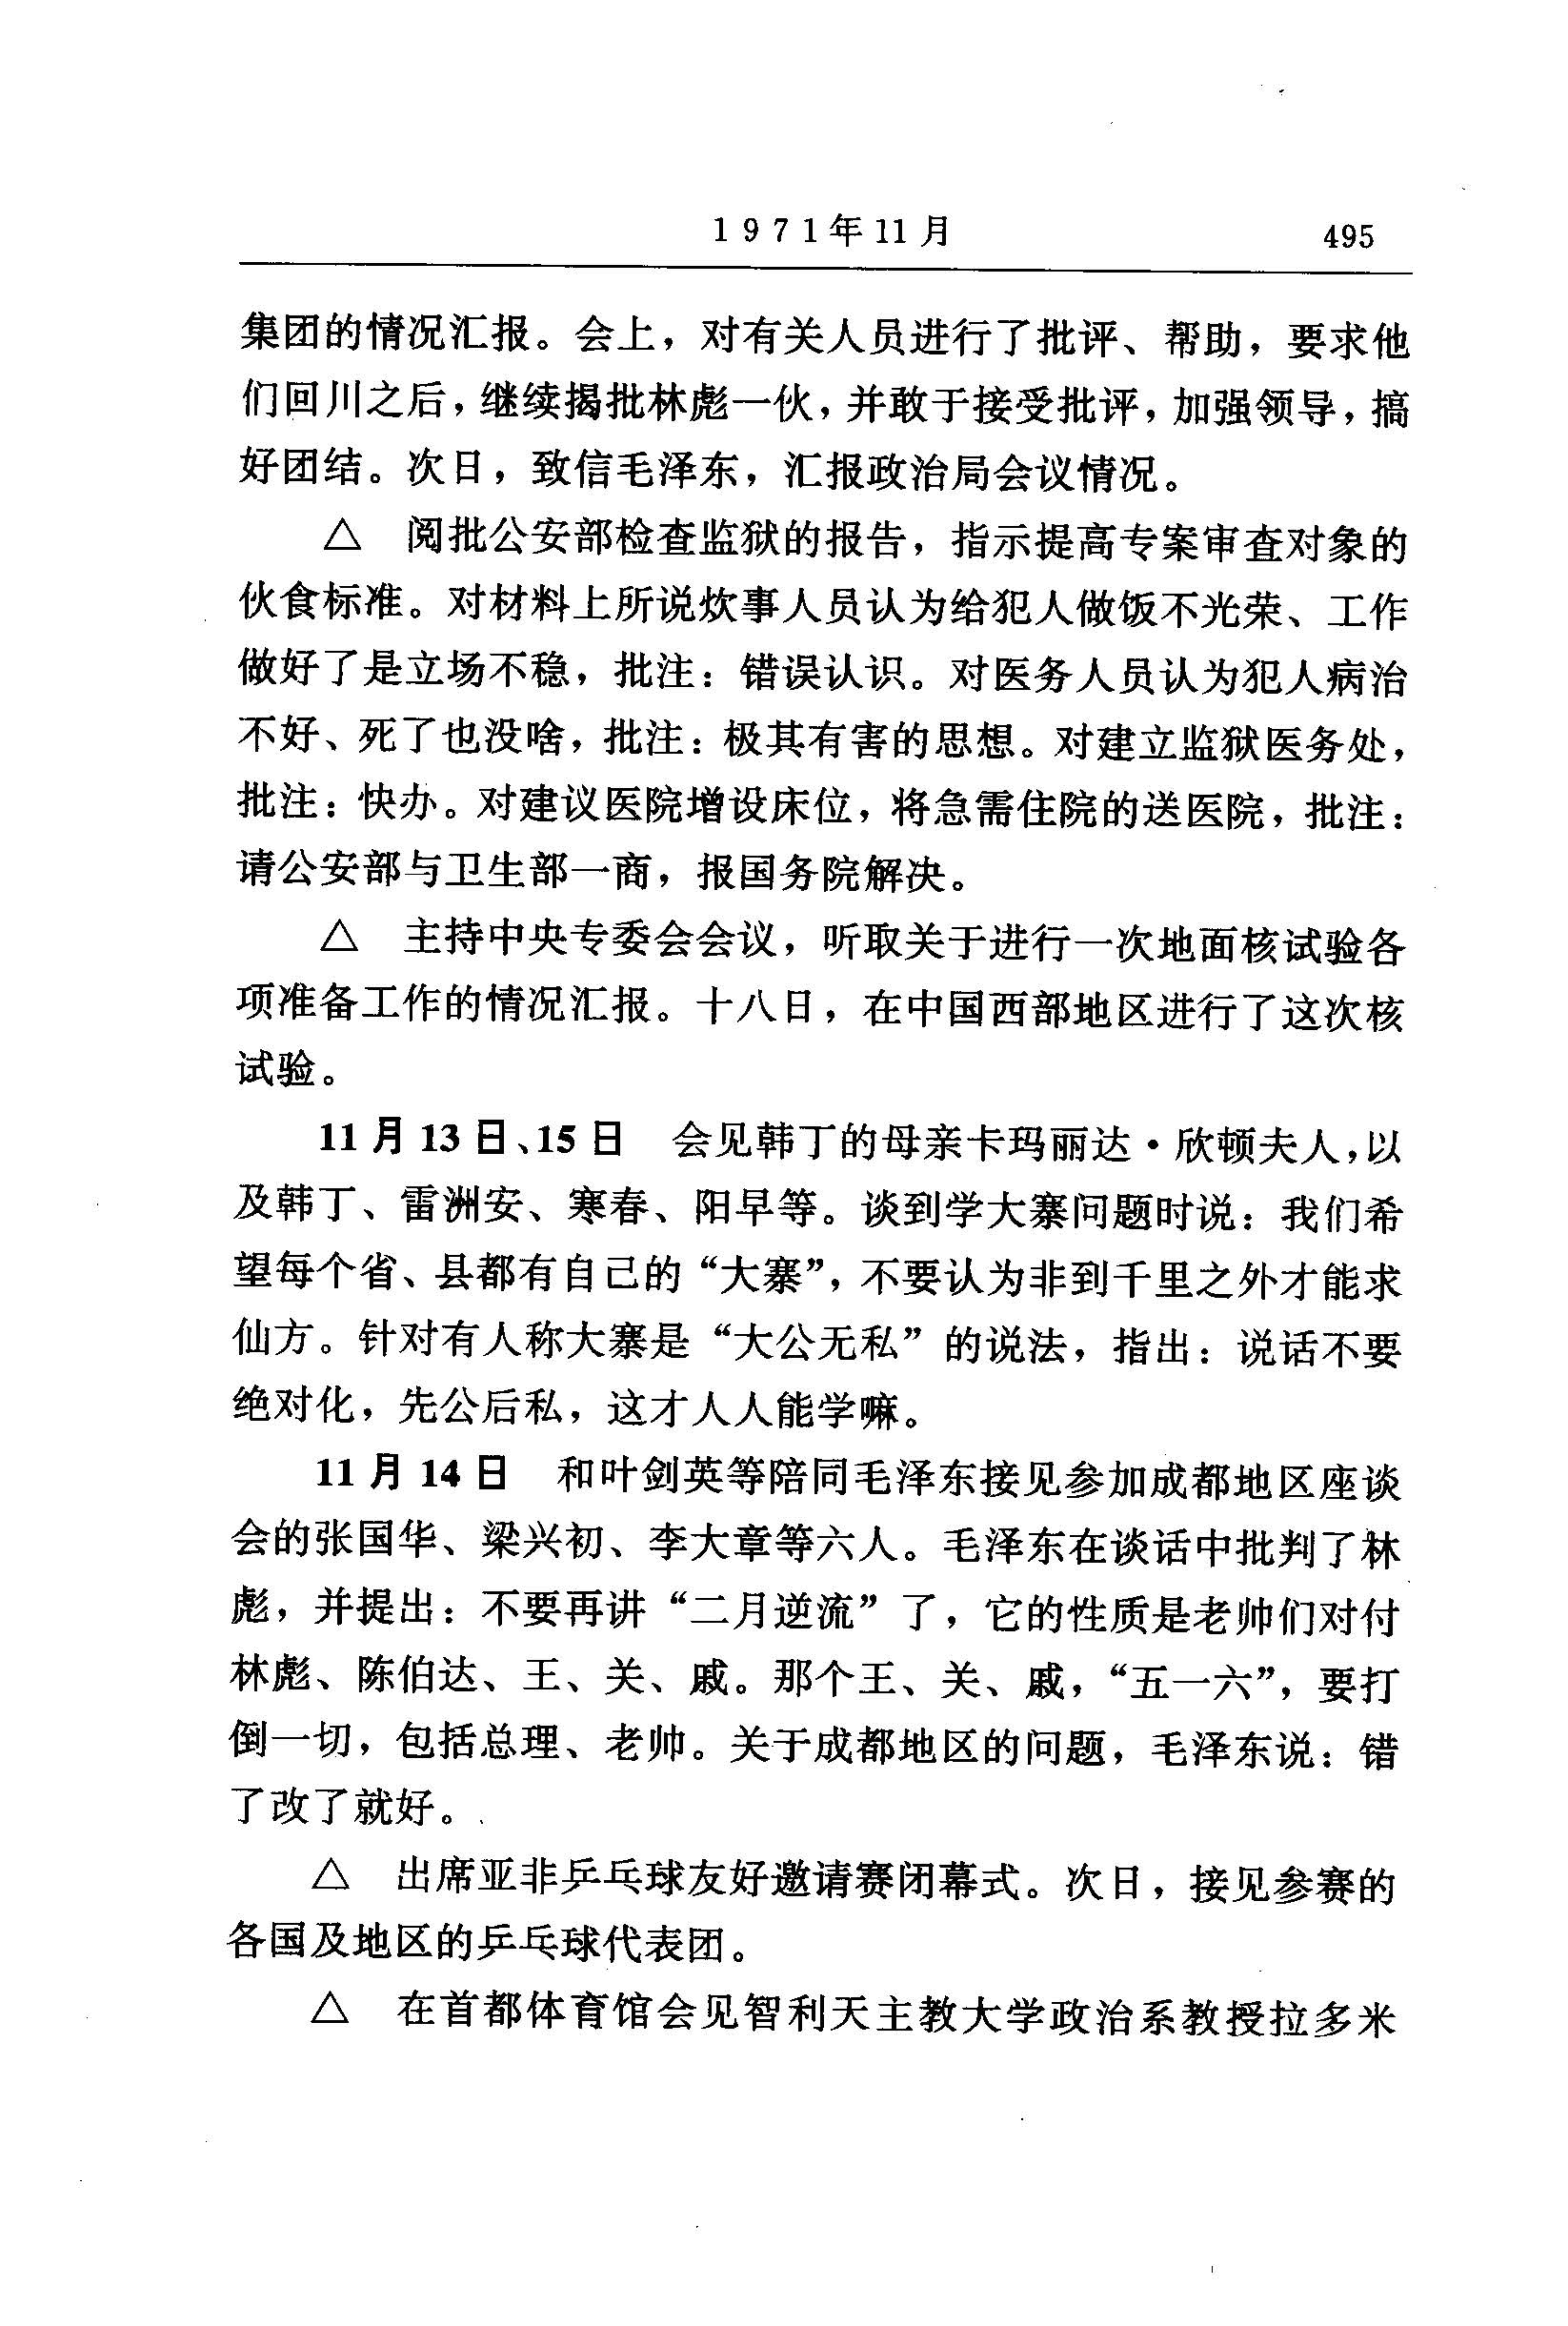 1971年11月 495
集团的情况汇报。会上，对有关人员进行了批评、帮助，要求他
们回川之后，继续揭批林彪一伙，并敢于接受批评，加强领导，搞
好团结。次日，致信毛泽东，汇报政治局会议情况。
△ 阅批公安部检查监狱的报告，指示提高专案审查对象的
伙食标准。对材料上所说炊事人员认为给犯人做饭不光荣、工作
做好了是立场不稳，批注：错误认识。对医务人员认为犯人病治
不好、死了也没啥，批注：极其有害的思想。对建立监狱医务处，
批注：快办。对建议医院增设床位，将急需住院的送医院，批注：
请公安部与卫生部一商，报国务院解决。
△ 主持中央专委会会议，听取关于进行一次地面核试验各
项准备工作的情况汇报。十八日，在中国西部地区进行了这次核
试验。
11月13日、15日 会见韩丁的母亲卡玛丽达·欣顿夫人，以
及韩丁、雷洲安、寒春、阳早等。谈到学大寨问题时说：我们希
望每个省、县都有自己的“大寨”，不要认为非到千里之外才能求
仙方。针对有人称大寨是“大公无私”的说法，指出：说话不要
绝对化，先公后私，这才人人能学嘛。
11月14日 和叶剑英等陪同毛泽东接见参加成都地区座谈
会的张国华、梁兴初、李大章等六人。毛泽东在谈话中批判了林
彪，并提出：不要再讲“二月逆流”了，它的性质是老帅们对付
林彪、陈伯达、王、关、戚。那个王、关、戚，“五一六”，要打
倒一切，包括总理、老帅。关于成都地区的问题，毛泽东说：错
了改了就好。
△ 出席亚非乒乓球友好邀请赛闭幕式。次日，接见参赛的
各国及地区的乒乓球代表团。
△ 在首都体育馆会见智利天主教大学政治系教授拉多米